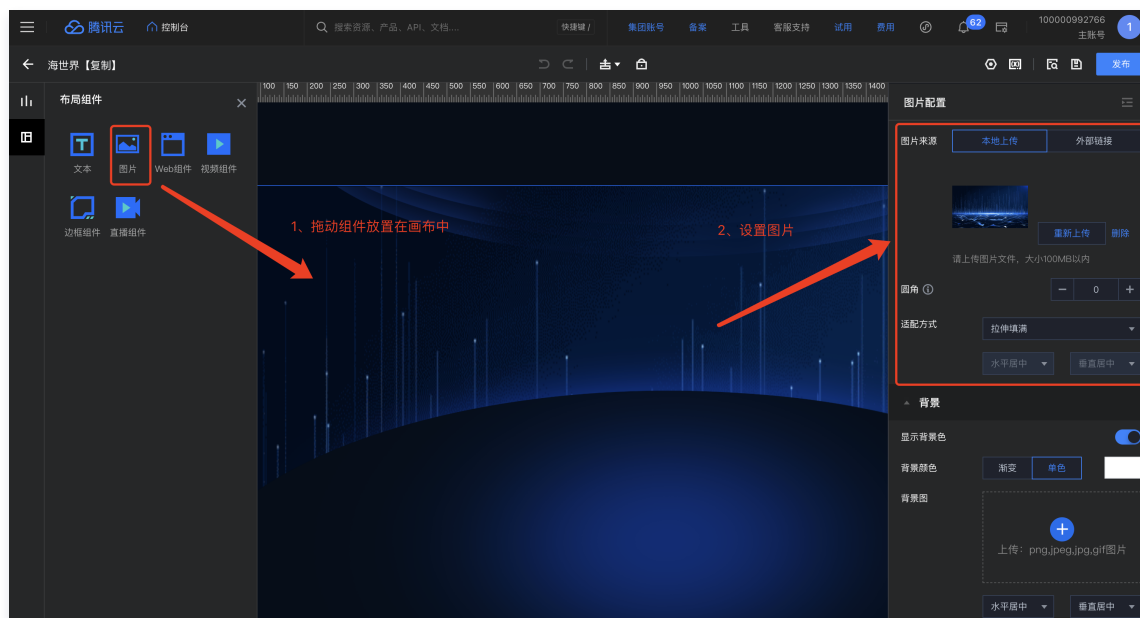 腾讯云 控制台 搜索资源、产品、API、文档.... 快捷键 / 集团账号 备案 工具 客服支持 试用 费用 62 100000992766
主账号 1
海世界【复制】 发布
100 150 200 250 300 350 400 450 500 550 600 650 700 750 800 850 900 950 1000 1050 1100 1150 1200 1250 1300 1350 1400
布局组件
文本 图片 Web组件 视频组件
边框组件 直播组件
1、拖动组件放置在画布中
2、设置图片
图片配置
图片来源 本地上传 外部链接
重新上传 删除
请上传图片文件，大小100MB以内
圆角 0
适配方式 拉伸填满
水平居中 垂直居中
背景
显示背景色
背景颜色 渐变 单色
背景图
上传：png,jpeg,jpg,gif图片
水平居中 垂直居中